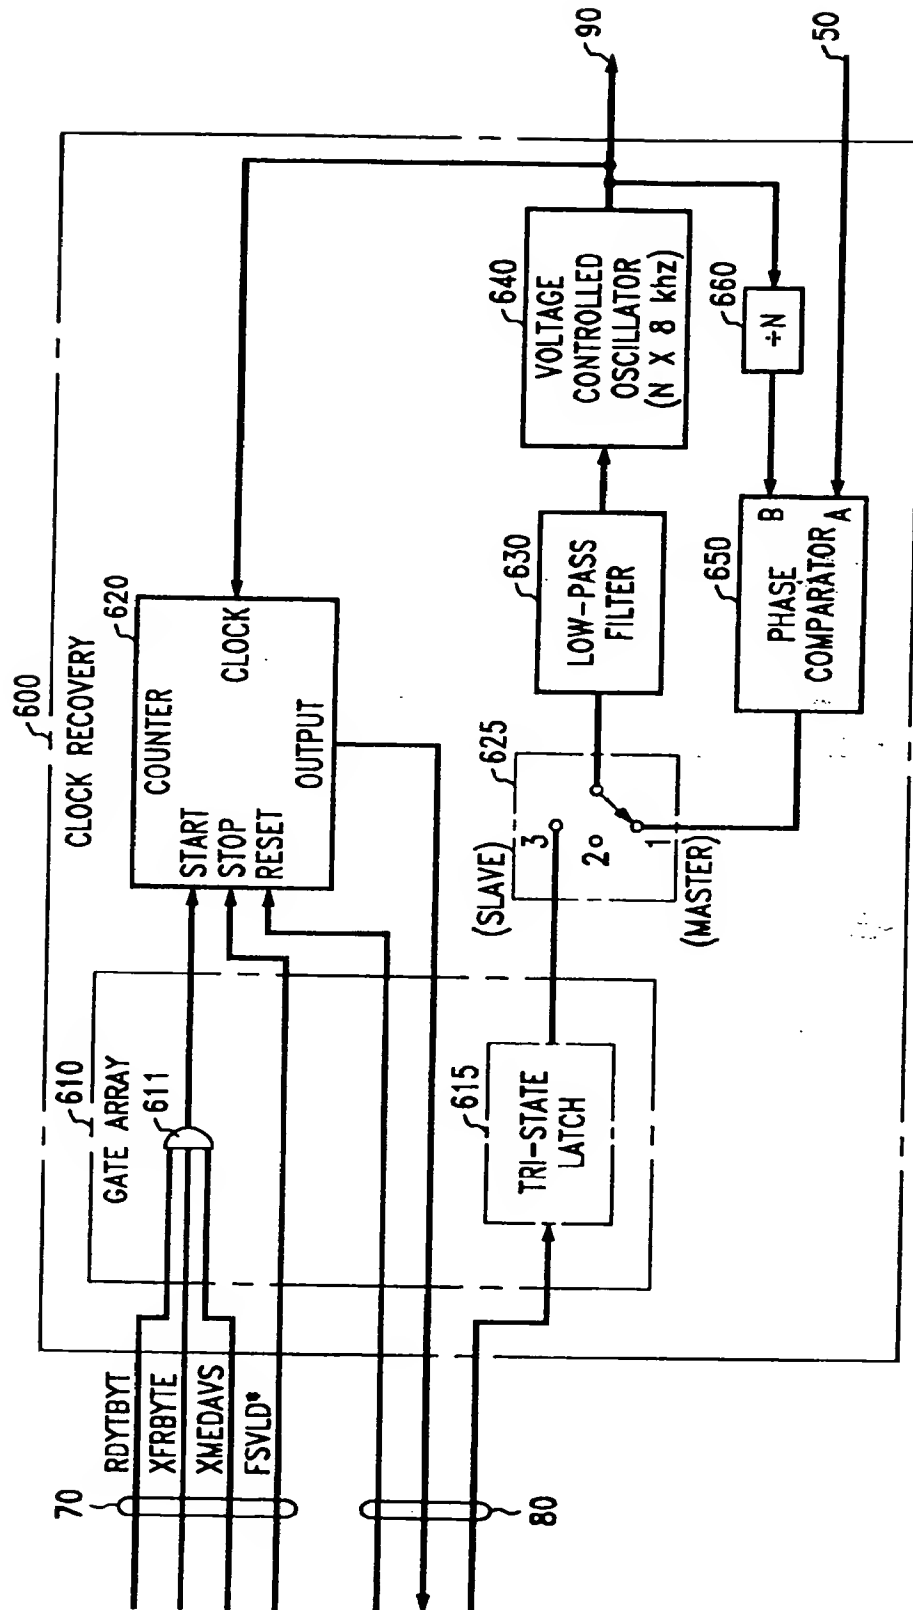 600
CLOCK RECOVERY
610
GATE ARRAY
611
RDYTBYT
XFRBYTE
XMEDAVS
FSVLD*
70
80
620
COUNTER
START
STOP
RESET
CLOCK
OUTPUT
615
TRI-STATE
LATCH
(SLAVE)
3
2
1
(MASTER)
625
630
LOW-PASS
FILTER
640
VOLTAGE
CONTROLLED
OSCILLATOR
(N X 8 khz)
650
PHASE
COMPARATOR
B
A
660
÷N
90
50